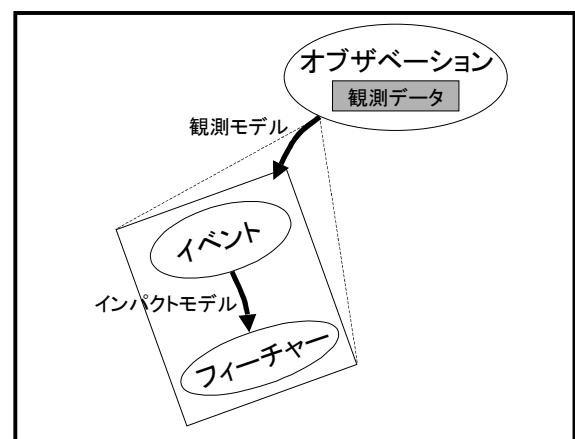 オブザベーション
観測データ
観測モデル
イベント
インパクトモデル
フィーチャー